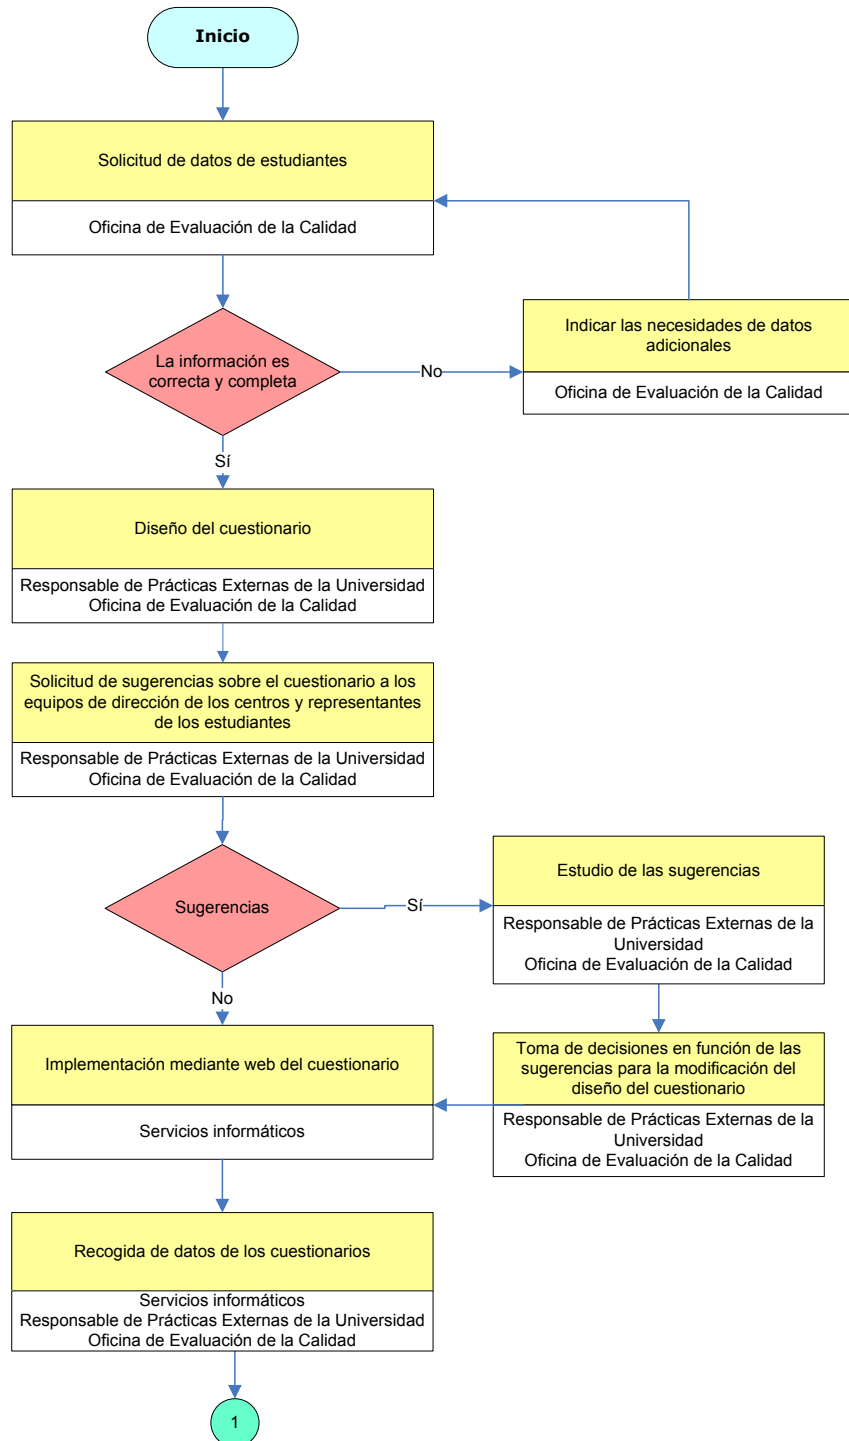 Inicio
Solicitud de datos de estudiantes
Oficina de Evaluación de la Calidad
La información es
correcta y completa
No
Indicar las necesidades de datos
adicionales
Oficina de Evaluación de la Calidad
Sí
Diseño del cuestionario
Responsable de Prácticas Externas de la Universidad
Oficina de Evaluación de la Calidad
Solicitud de sugerencias sobre el cuestionario a los
equipos de dirección de los centros y representantes
de los estudiantes
Responsable de Prácticas Externas de la Universidad
Oficina de Evaluación de la Calidad
Sugerencias
Sí
Estudio de las sugerencias
Responsable de Prácticas Externas de la
Universidad
Oficina de Evaluación de la Calidad
Toma de decisiones en función de las
sugerencias para la modificación del
diseño del cuestionario
Responsable de Prácticas Externas de la
Universidad
Oficina de Evaluación de la Calidad
No
Implementación mediante web del cuestionario
Servicios informáticos
Recogida de datos de los cuestionarios
Servicios informáticos
Responsable de Prácticas Externas de la Universidad
Oficina de Evaluación de la Calidad
1